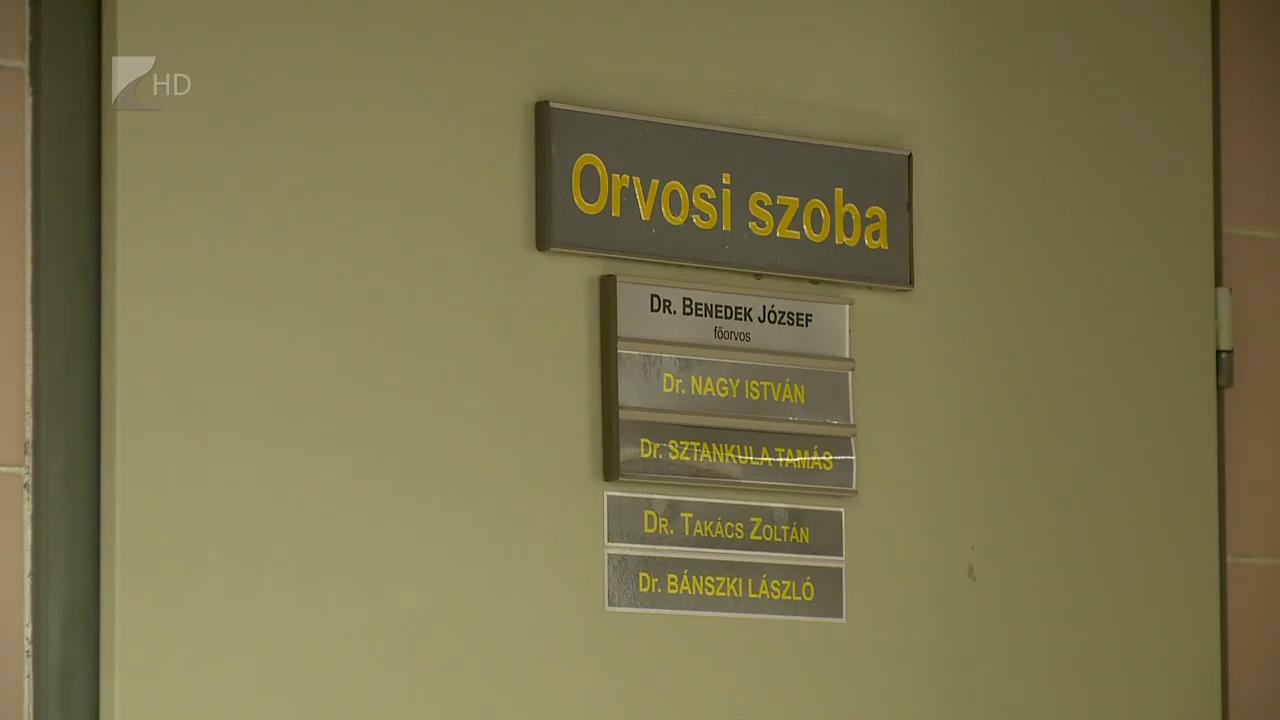 HD
Orvosi szoba
DR. BENEDEK JÓZSEF
főorvos
Dr. NAGY ISTVÁN
Dr. SZTANKULA TAMÁS
DR. TAKÁCS ZOLTÁN
Dr. BÁNSZKI LÁSZLÓ